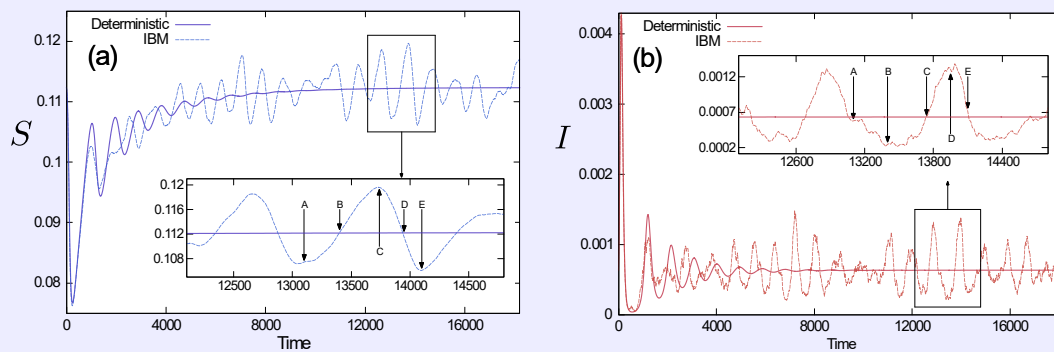 Deterministic
IBM
(a)
S
0.12
0.11
0.1
0.09
0.08
0
4000
8000
12000
16000
Time
0.12
0.116
0.112
0.108
12500
13000
13500
14000
14500
A
B
C
D
E
Deterministic
IBM
(b)
I
0.004
0.003
0.002
0.001
0
0
4000
8000
12000
16000
Time
0.0012
0.0007
0.0002
12600
13200
13800
14400
A
B
C
D
E